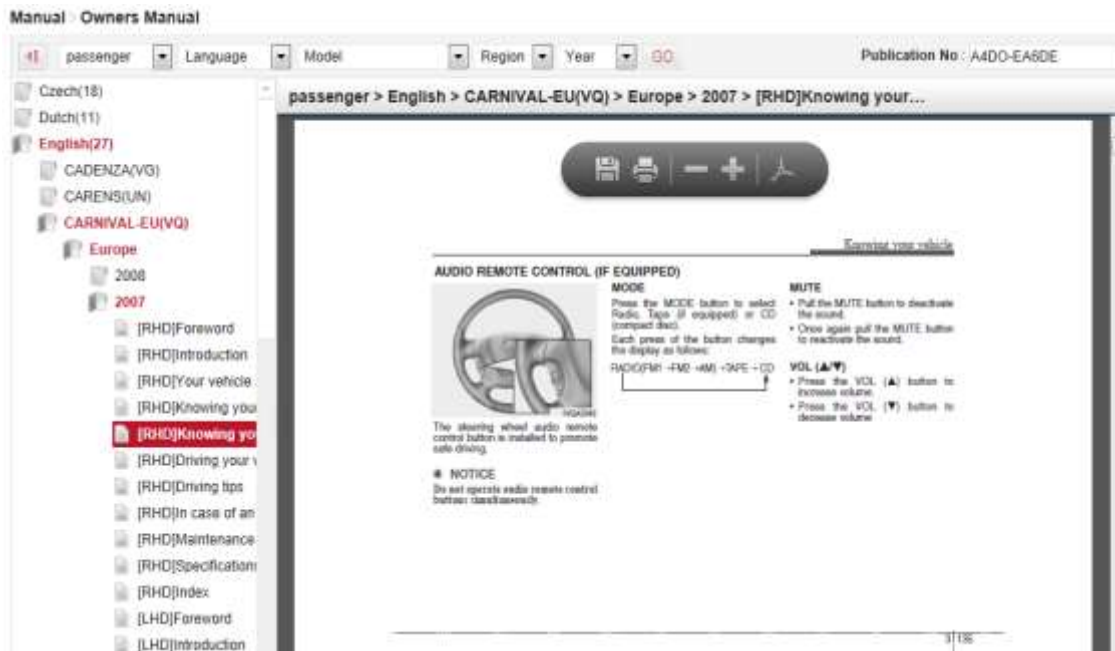 Manual Owners Manual
passenger Language Model Region Year GO Publication No : A4DO-EA6DE
Czech(18)
Dutch(11)
English(27)
CADENZA(VG)
CARENS(UN)
CARNIVAL-EU(VQ)
Europe
2008
2007
[RHD]Foreword
[RHD]Introduction
[RHD]Your vehicle
[RHD]Knowing your
[RHD]Knowing yo
[RHD]Driving your v
[RHD]Driving tips
[RHD]In case of an
[RHD]Maintenance
[RHD]Specifications
[RHD]Index
[LHD]Foreword
[LHD]Introduction
passenger > English > CARNIVAL-EU(VQ) > Europe > 2007 > [RHD]Knowing your...
Knowing your vehicle
AUDIO REMOTE CONTROL (IF EQUIPPED)
The steering wheel audio remote
control button is installed to promote
safe driving.
✽ NOTICE
Do not operate audio remote control
buttons simultaneously.
MODE
Press the MODE button to select
Radio, Tape (if equipped) or CD
(compact disc).
Each press of the button changes
the display as follows:
RADIO(FM1 →FM2 →AM) →TAPE → CD
MUTE
• Pull the MUTE button to deactivate
the sound.
• Once again pull the MUTE button
to reactivate the sound.
VOL (▲/▼)
• Press the VOL (▲) button to
increase volume.
• Press the VOL (▼) button to
decrease volume